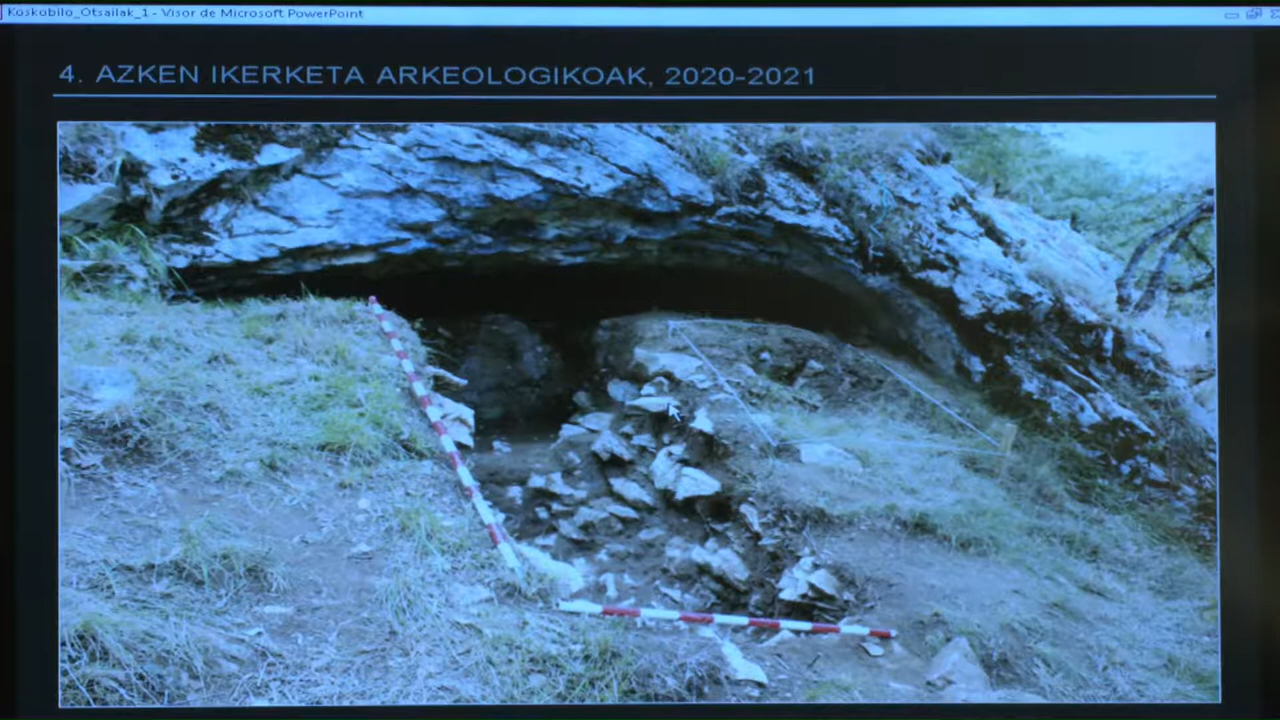 Koskobilo_Otsailak_1 - Visor de Microsoft PowerPoint
4. AZKEN IKERKETA ARKEOLOGIKOAK, 2020-2021